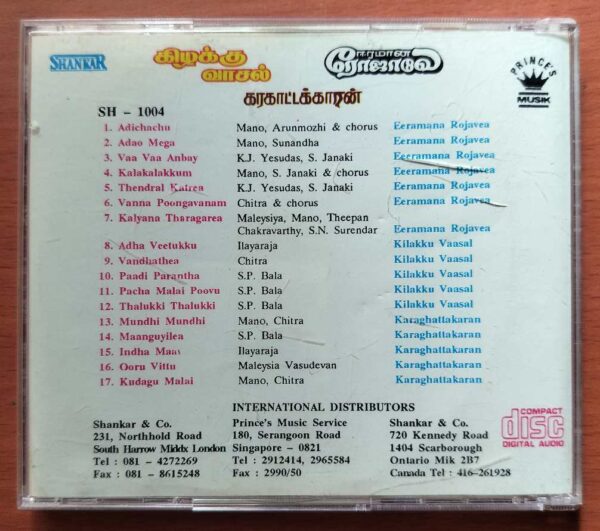 SHANKAR
கிழக்கு வாசல்
ஈரமான ரோஜாவே
PRINCE'S MUSIK
கரகாட்டக்காரன்
SH - 1004
1. Adichachu Mano, Arunmozhi & chorus Eeramana Rojavea
2. Adao Mega Mano, Sunandha Eeramana Rojavea
3. Vaa Vaa Anbay K.J. Yesudas, S. Janaki Eeramana Rojavea
4. Kalakalakkum Mano, S. Janaki & chorus Eeramana Rojavea
5. Thendral Katrea K.J. Yesudas, S. Janaki Eeramana Rojavea
6. Vanna Poongavanam Chitra & chorus Eeramana Rojavea
7. Kalyana Tharagarea Maleysiya, Mano, Theepan
Chakravarthy, S.N. Surendar Eeramana Rojavea
8. Adha Veetukku Ilayaraja Kilakku Vaasal
9. Vandhathea Chitra Kilakku Vaasal
10. Paadi Parantha S.P. Bala Kilakku Vaasal
11. Pacha Malai Poovu S.P. Bala Kilakku Vaasal
12. Thalukki Thalukki S.P. Bala Kilakku Vaasal
13. Mundhi Mundhi Mano, Chitra Karaghattakaran
14. Maanguyilea S.P. Bala Karaghattakaran
15. Indha Maas Ilayaraja Karaghattakaran
16. Ooru Vittu Maleysia Vasudevan Karaghattakaran
17. Kudagu Malai Mano, Chitra Karaghattakaran
INTERNATIONAL DISTRIBUTORS
Shankar & Co. Prince's Music Service Shankar & Co.
231, Northhold Road 180, Serangoon Road 720 Kennedy Road
South Harrow Middx London Singapore - 0821 1404 Scarborough
Tel : 081 - 4272269 Tel : 2912414, 2965584 Ontario Mik 2B7
Fax : 081 - 8615248 Fax : 2990/50 Canada Tel : 416-261928
COMPACT
disc
DIGITAL AUDIO